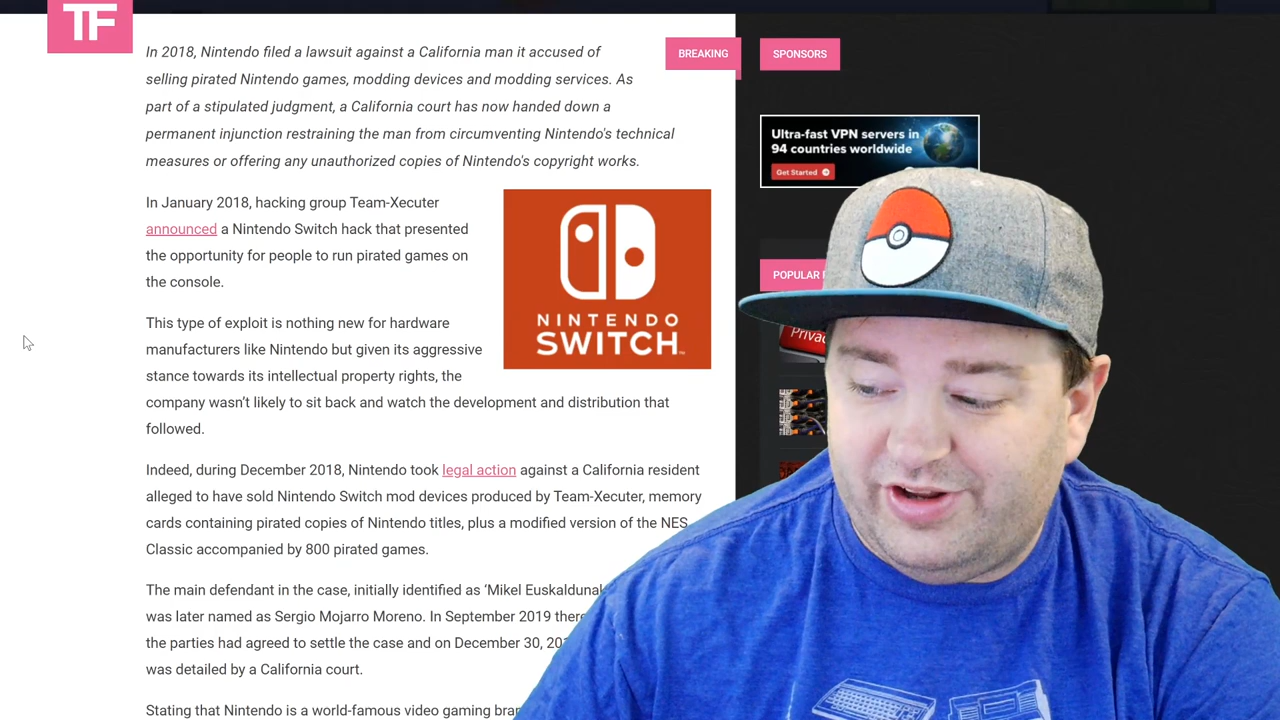 TF
In 2018, Nintendo filed a lawsuit against a California man it accused of
selling pirated Nintendo games, modding devices and modding services. As
part of a stipulated judgment, a California court has now handed down a
permanent injunction restraining the man from circumventing Nintendo's technical
measures or offering any unauthorized copies of Nintendo's copyright works.
In January 2018, hacking group Team-Xecuter
announced a Nintendo Switch hack that presented
the opportunity for people to run pirated games on
the console.
NINTENDO
SWITCH™
This type of exploit is nothing new for hardware
manufacturers like Nintendo but given its aggressive
stance towards its intellectual property rights, the
company wasn't likely to sit back and watch the development and distribution that
followed.
Indeed, during December 2018, Nintendo took legal action against a California resident
alleged to have sold Nintendo Switch mod devices produced by Team-Xecuter, memory
cards containing pirated copies of Nintendo titles, plus a modified version of the NES
Classic accompanied by 800 pirated games.
The main defendant in the case, initially identified as ‘Mikel
was later named as Sergio Mojarro Moreno. In September 2019
the parties had agreed to settle the case and on December 30,
was detailed by a California court.
Stating that Nintendo is a world-famous video gaming
BREAKING
SPONSORS
Ultra-fast VPN servers in
94 countries worldwide
Get Started
POPULAR